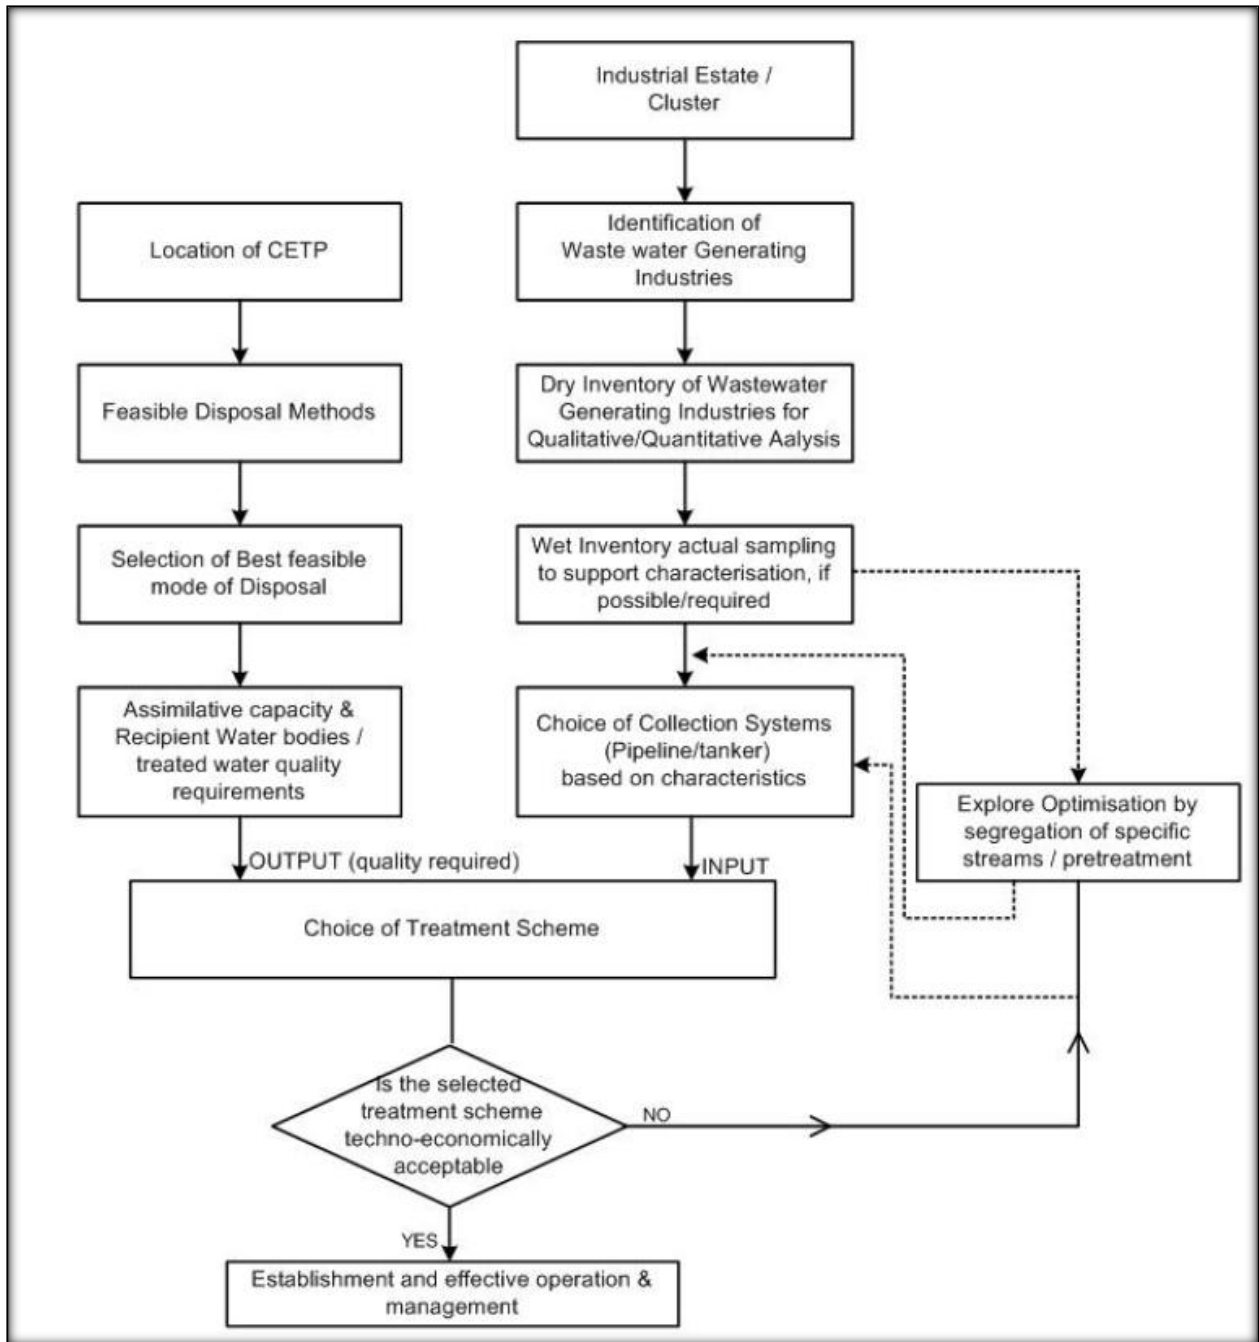 Industrial Estate /
Cluster
Identification of
Waste water Generating
Industries
Location of CETP
Dry Inventory of Wastewater
Generating Industries for
Qualitative/Quantitative Aalysis
Feasible Disposal Methods
Selection of Best feasible
mode of Disposal
Wet Inventory actual sampling
to support characterisation, if
possible/required
Assimilative capacity &
Recipient Water bodies /
treated water quality
requirements
Choice of Collection Systems
(Pipeline/tanker)
based on characteristics
Explore Optimisation by
segregation of specific
streams / pretreatment
OUTPUT (quality required)
INPUT
Choice of Treatment Scheme
Is the selected
treatment scheme
techno-economically
acceptable
NO
YES
Establishment and effective operation &
management